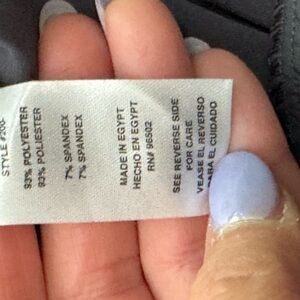 STYLE #200-
93% POLYESTER
93% POLIESTER
7% SPANDEX
7% SPANDEX
MADE IN EGYPT
HECHO EN EGYPT
RN# 96502
SEE REVERSE SIDE
FOR CARE
VEASE EL REVERSO
PARA EL CUIDADO